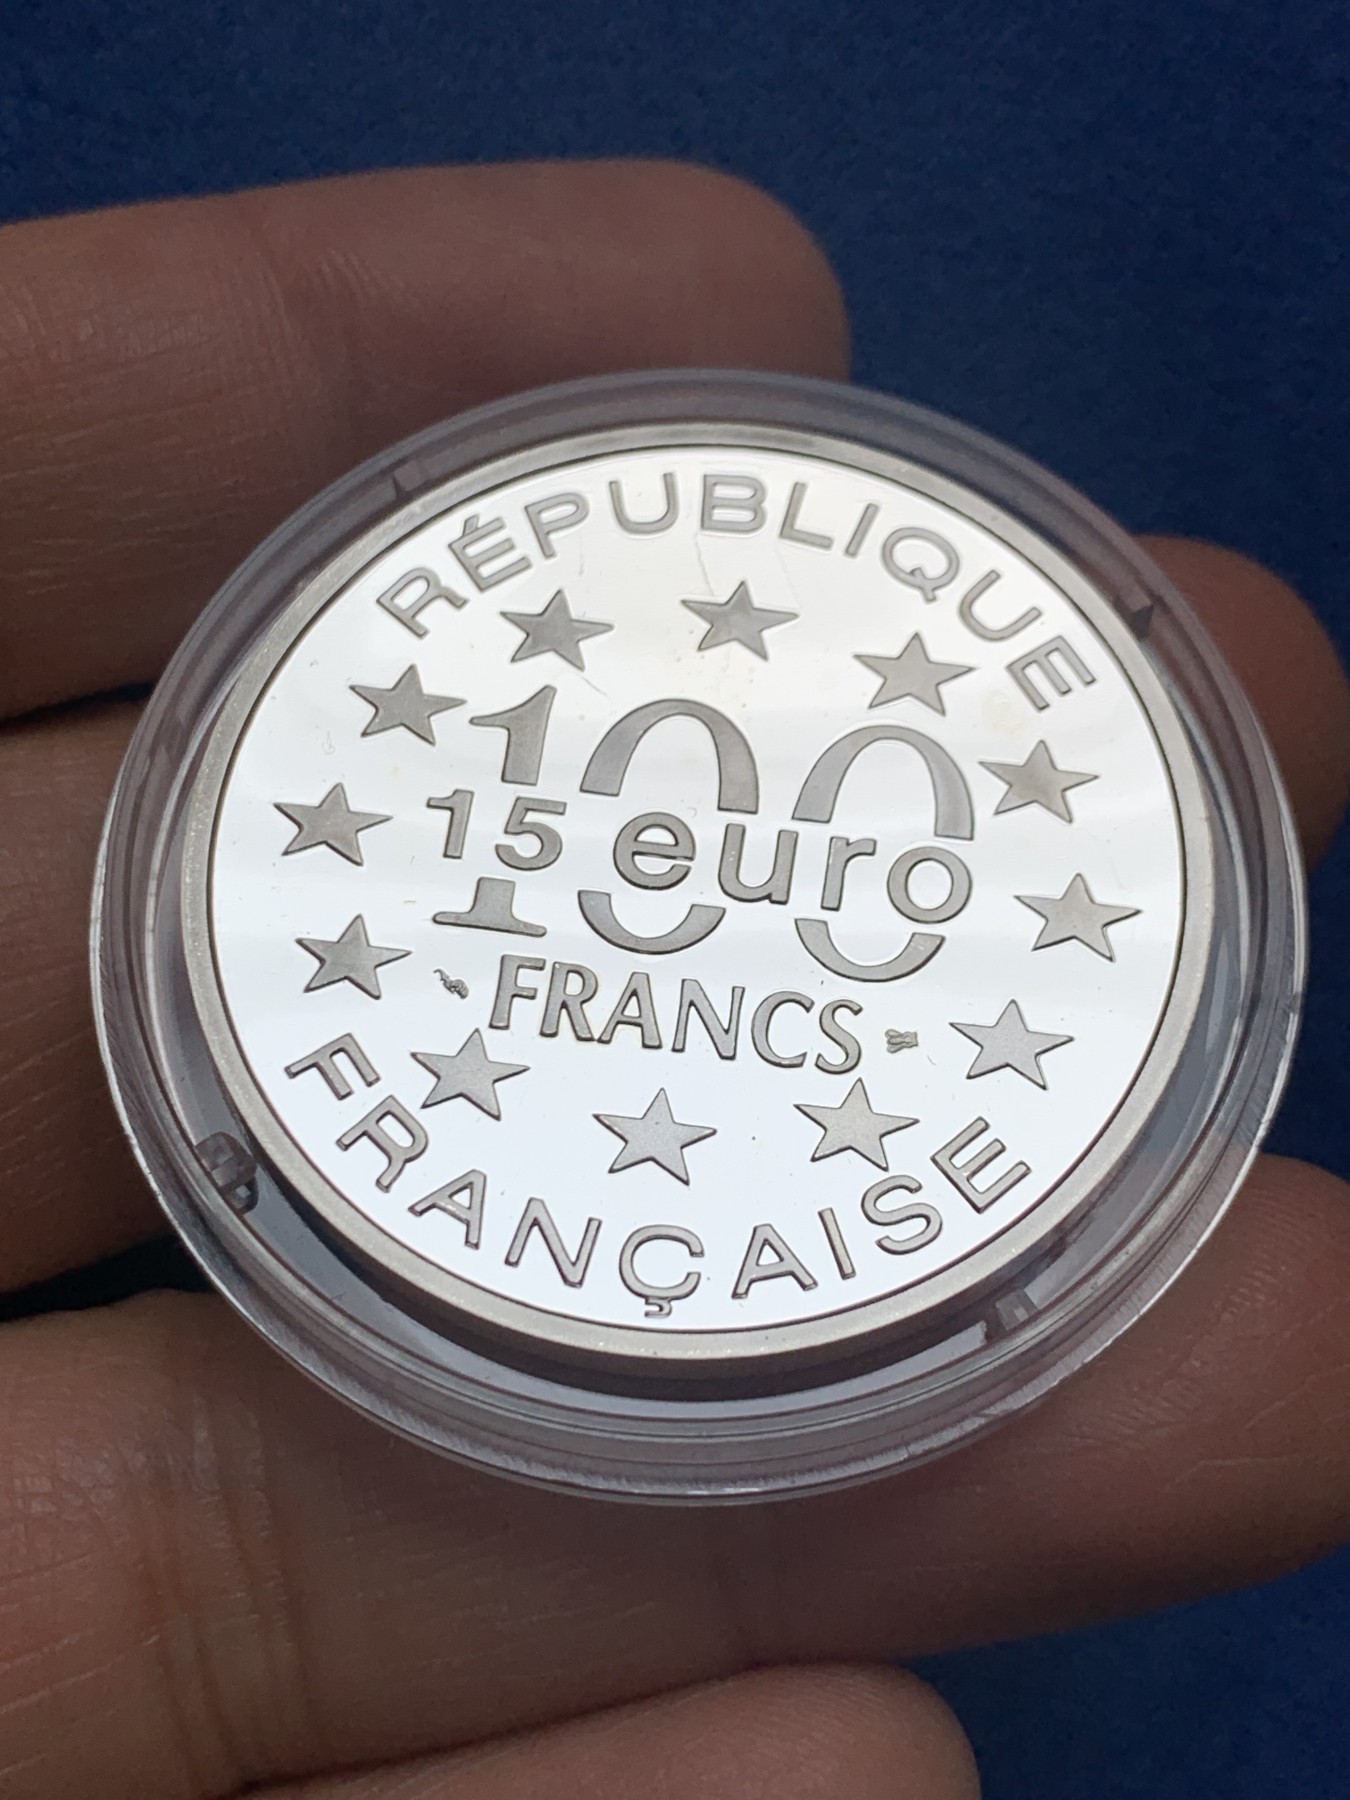 RÉPUBLIQUE
100
15 euro
FRANCS
FRANÇAISE